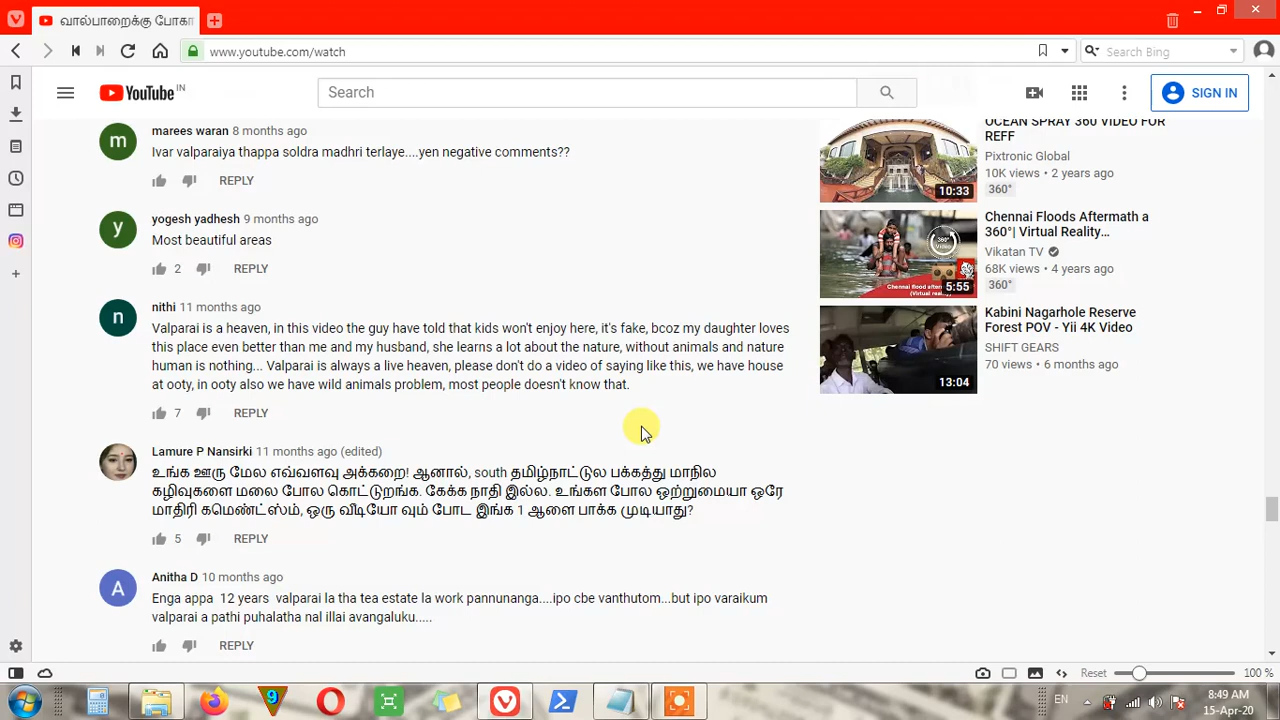 வால்பாறைக்கு போகா
www.youtube.com/watch
Search Bing
YouTube IN
Search
SIGN IN
marees waran 8 months ago
Ivar valparaiya thappa soldra madhri terlaye....yen negative comments??
REPLY
yogesh yadhesh 9 months ago
Most beautiful areas
2 REPLY
nithi 11 months ago
Valparai is a heaven, in this video the guy have told that kids won't enjoy here, it's fake, bcoz my daughter loves
this place even better than me and my husband, she learns a lot about the nature, without animals and nature
human is nothing... Valparai is always a live heaven, please don't do a video of saying like this, we have house
at ooty, in ooty also we have wild animals problem, most people doesn't know that.
7 REPLY
Lamure P Nansirki 11 months ago (edited)
உங்க ஊரு மேல எவ்வளவு அக்கறை! ஆனால், south தமிழ்நாட்டுல பக்கத்து மாநில
கழிவுகளை மலை போல கொட்டுறங்க. கேக்க நாதி இல்ல. உங்கள போல ஒற்றுமையா ஒரே
மாதிரி கமெண்ட்ஸ்ம், ஒரு வீடியோ வும் போட இங்க 1 ஆளை பாக்க முடியாது?
5 REPLY
Anitha D 10 months ago
Enga appa 12 years valparai la tha tea estate la work pannunanga....ipo cbe vanthutom...but ipo varaikum
valparai a pathi puhalatha nal illai avangaluku.....
REPLY
OCEAN SPRAY 360 VIDEO FOR
REFF
Pixtronic Global
10K views • 2 years ago
360°
10:33
Chennai Floods Aftermath a
360°| Virtual Reality...
Vikatan TV
68K views • 4 years ago
360°
360°
Video
Chennai flood after
(Virtual realit
5:55
Kabini Nagarhole Reserve
Forest POV - Yii 4K Video
SHIFT GEARS
70 views • 6 months ago
13:04
Reset
100 %
EN
8:49 AM
15-Apr-20